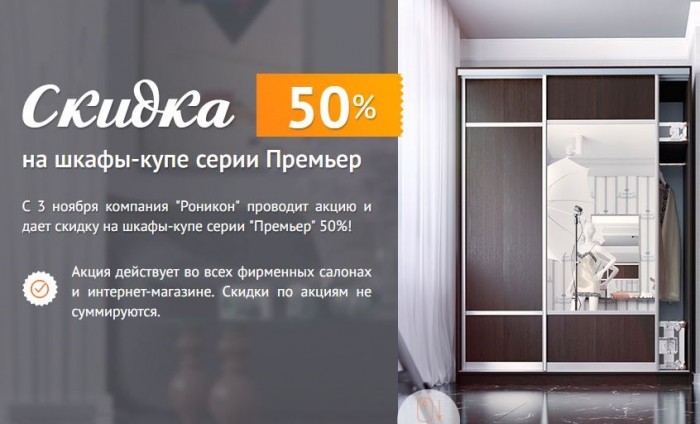 Скидка 50%
на шкафы-купе серии Премьер
С 3 ноября компания "Роникон" проводит акцию и
дает скидку на шкафы-купе серии "Премьер" 50%!
Акция действует во всех фирменных салонах
и интернет-магазине. Скидки по акциям не
суммируются.